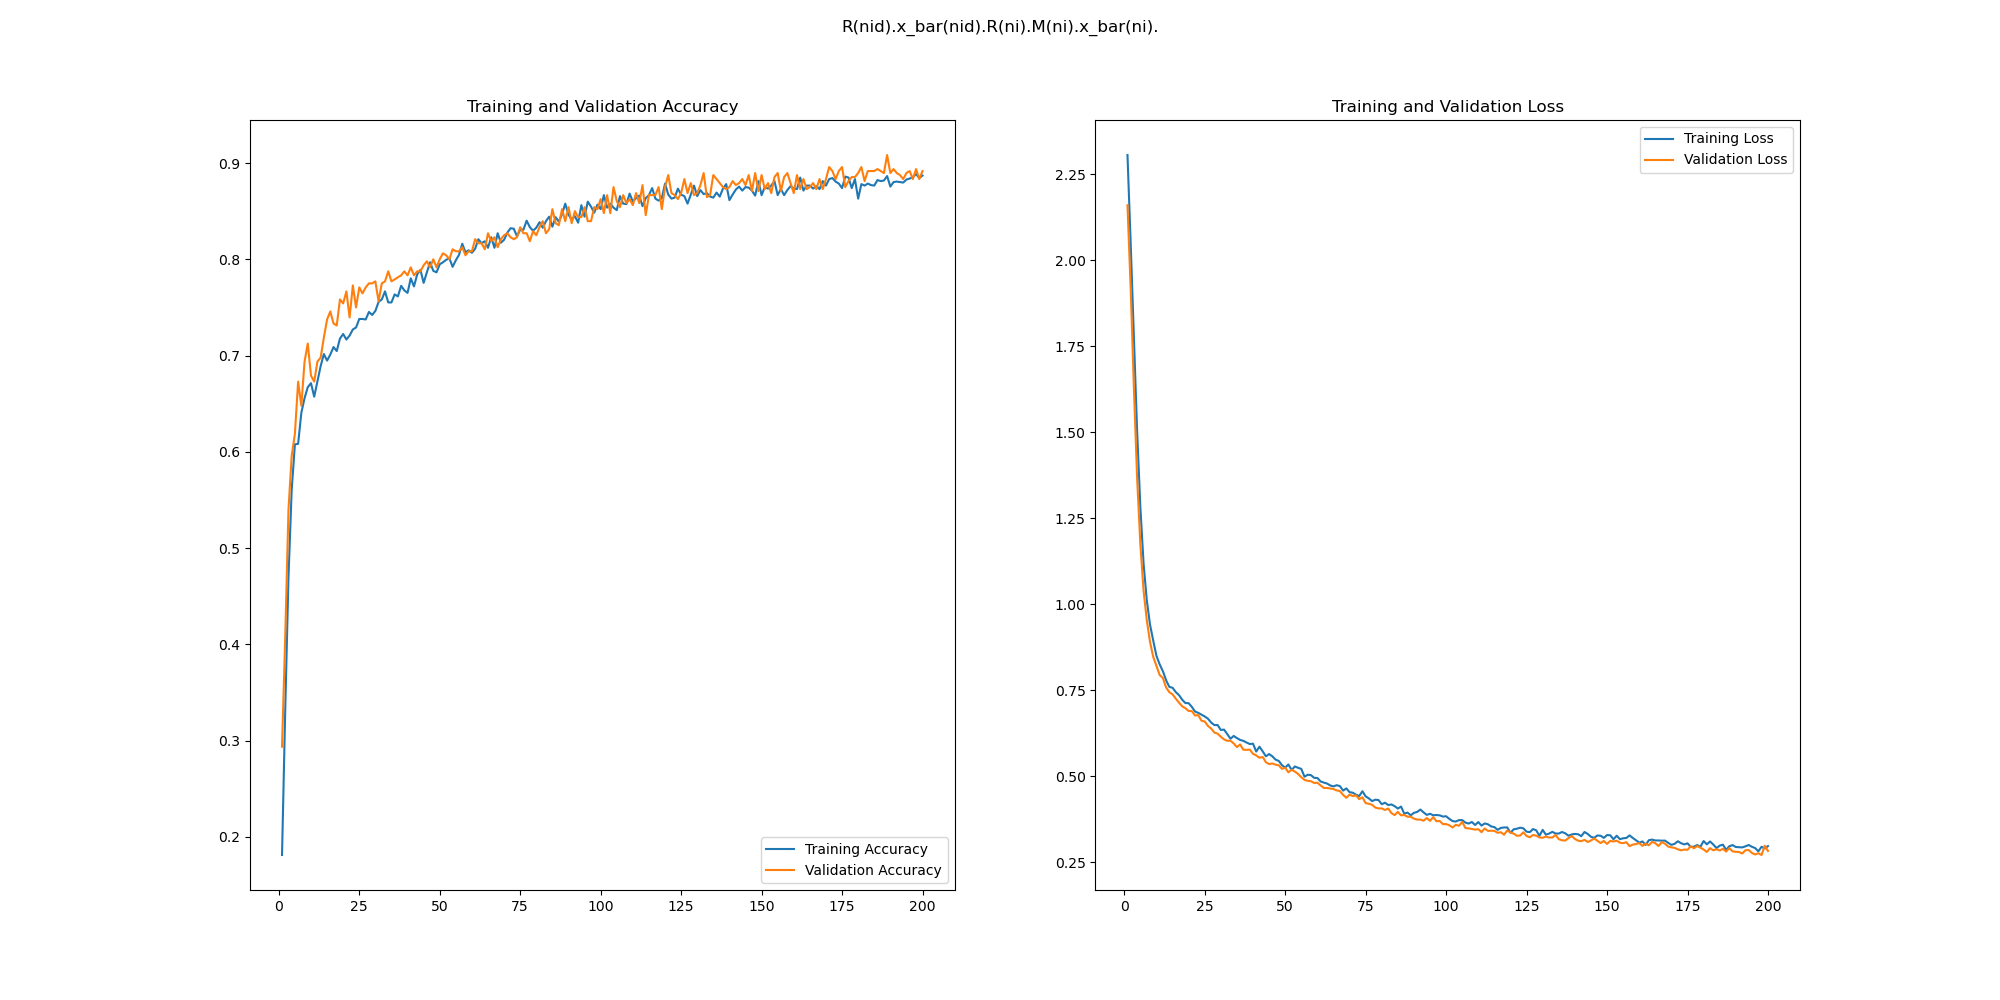 R(nid).x_bar(nid).R(ni).M(ni).x_bar(ni).
Training and Validation Accuracy
0.9
0.8
0.7
0.6
0.5
0.4
0.3
0.2
Training Accuracy
Validation Accuracy
0 25 50 75 100 125 150 175 200
Training and Validation Loss
Training Loss
Validation Loss
2.25
2.00
1.75
1.50
1.25
1.00
0.75
0.50
0.25
0 25 50 75 100 125 150 175 200